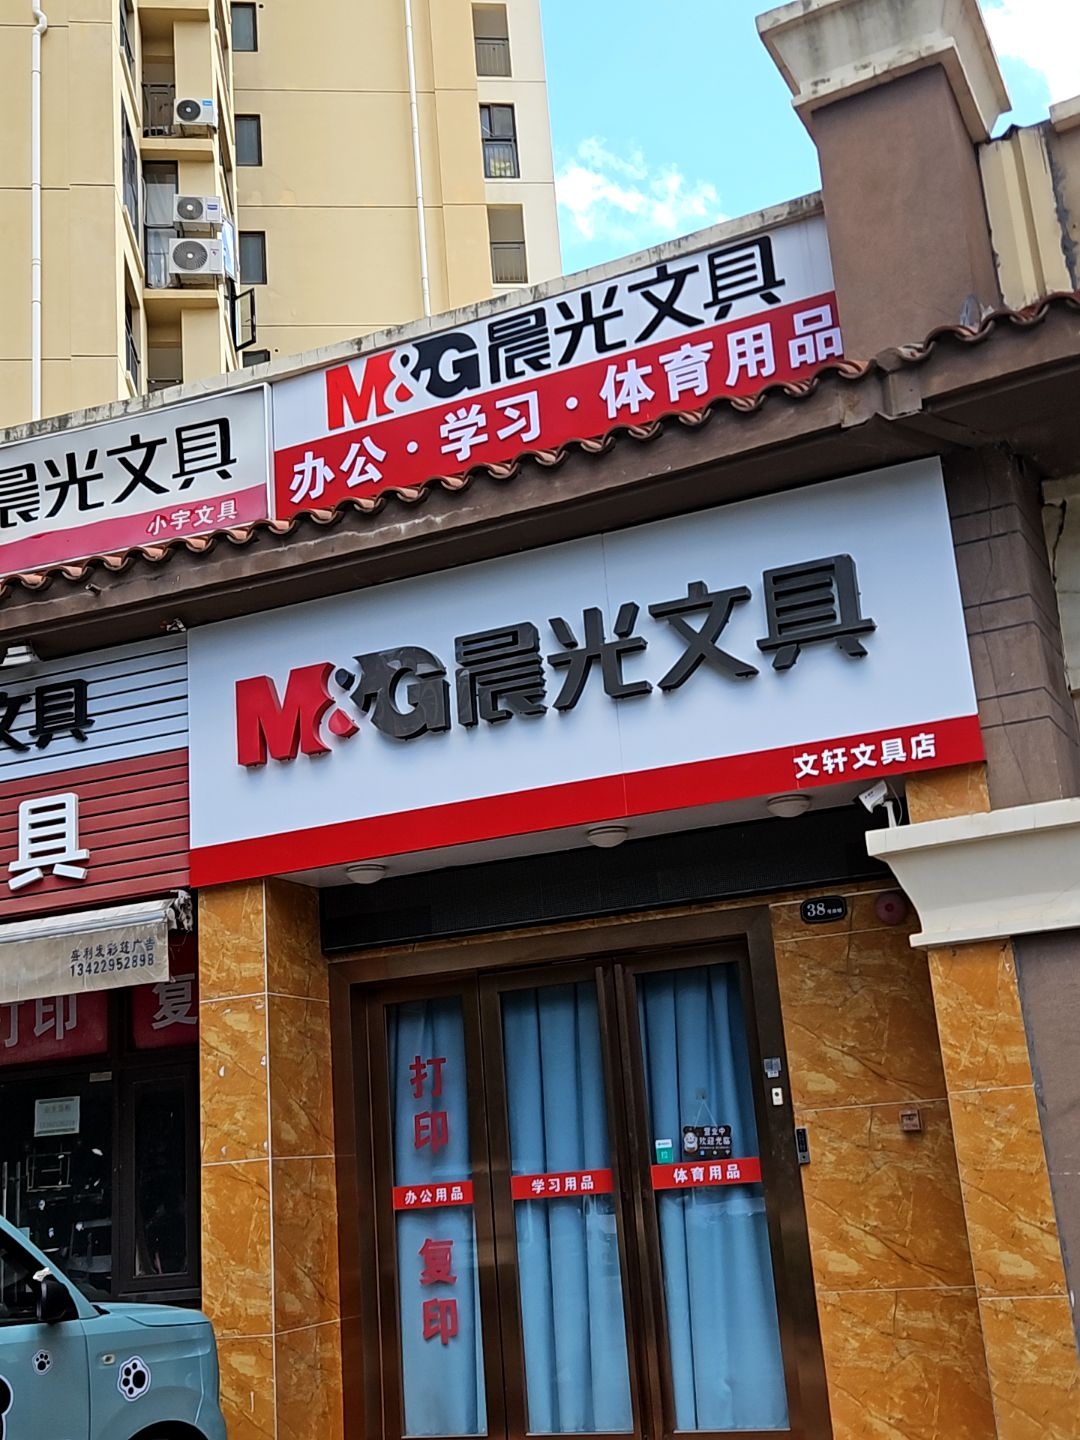 M&G晨光文具
办公·学习·体育用品
晨光文具
小宇文具
M&G晨光文具
文轩文具店
文具
具
38
13422952898
打印
复
打印
复印
办公用品
学习用品
体育用品
营业中
欢迎光临